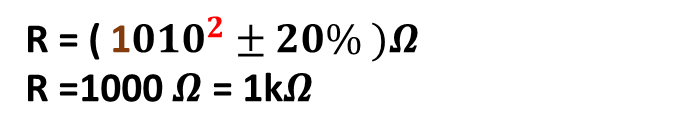 R = ( 1010² ± 20% )Ω
R =1000 Ω = 1kΩ